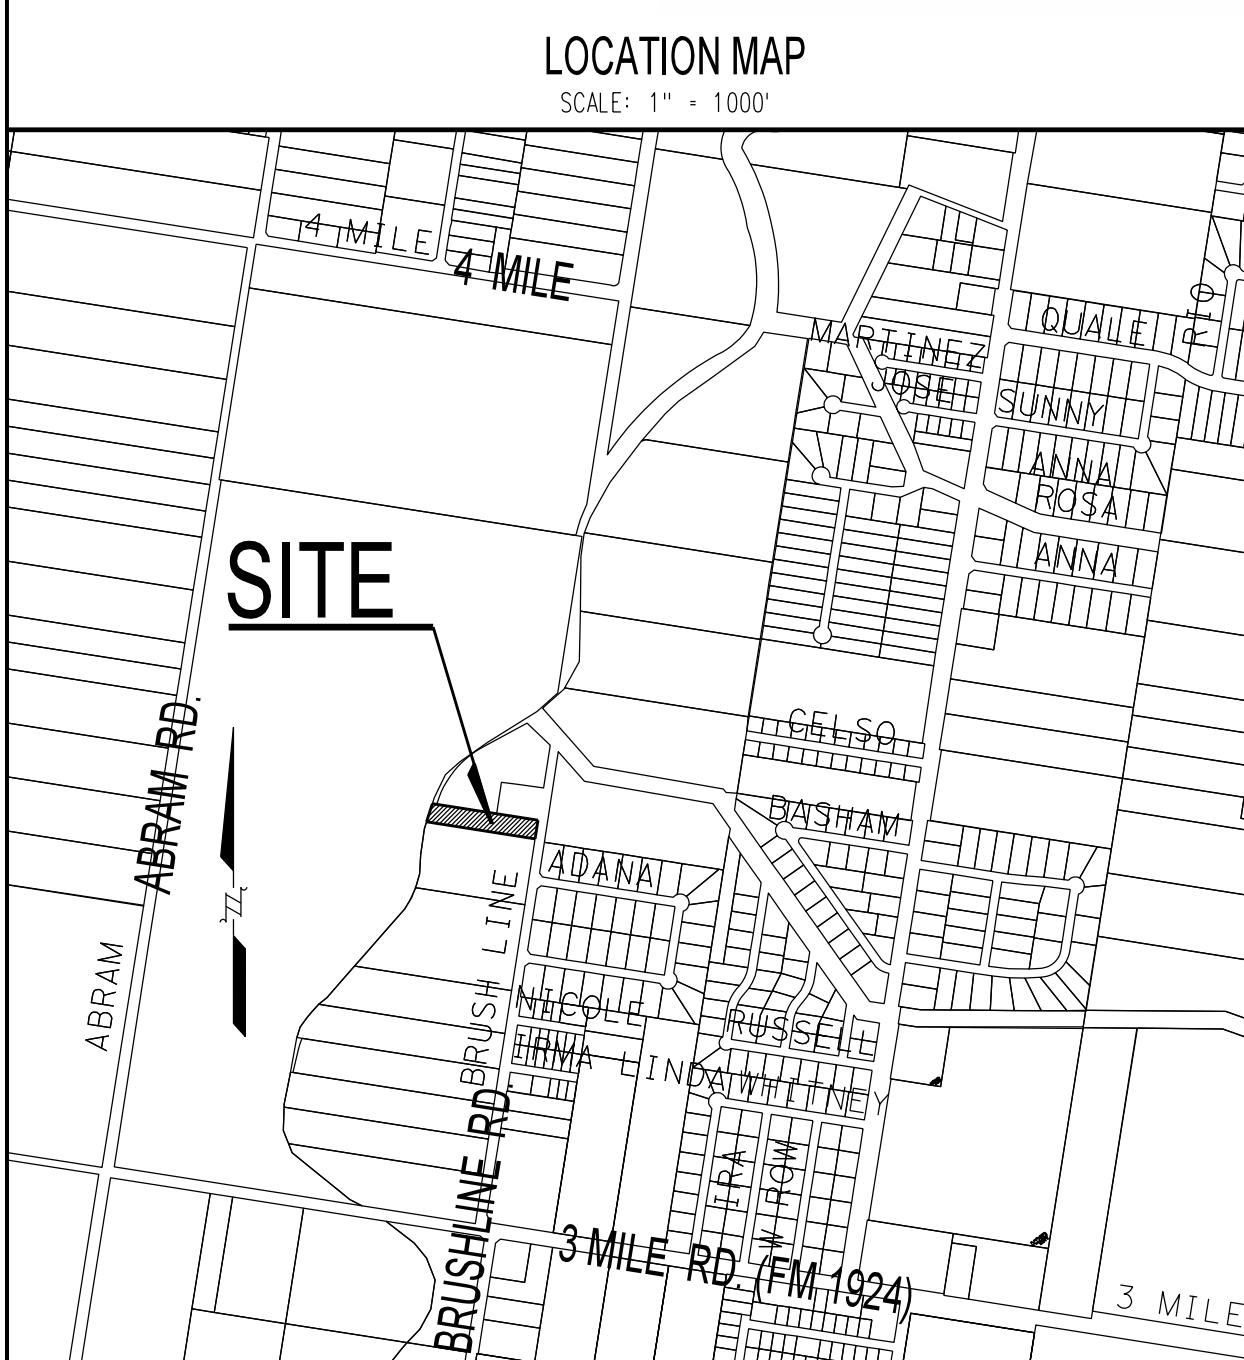 LOCATION MAP
SCALE: 1" = 1000'
4 MILE
4 MILE
RIO
QUALE
MARTINEZ
JOSE
SUNNY
ANNA
ROSA
ANNA
SITE
ABRAM RD.
CELSO
BASHAM
ADANA
BRUSH LINE
ABRAM
NICOLE
RUSSELL
IRMA LINDA
WHITNEY
BRUSHLINE RD.
IRA
W ROW
3 MILE RD. (FM 1924)
3 MILE